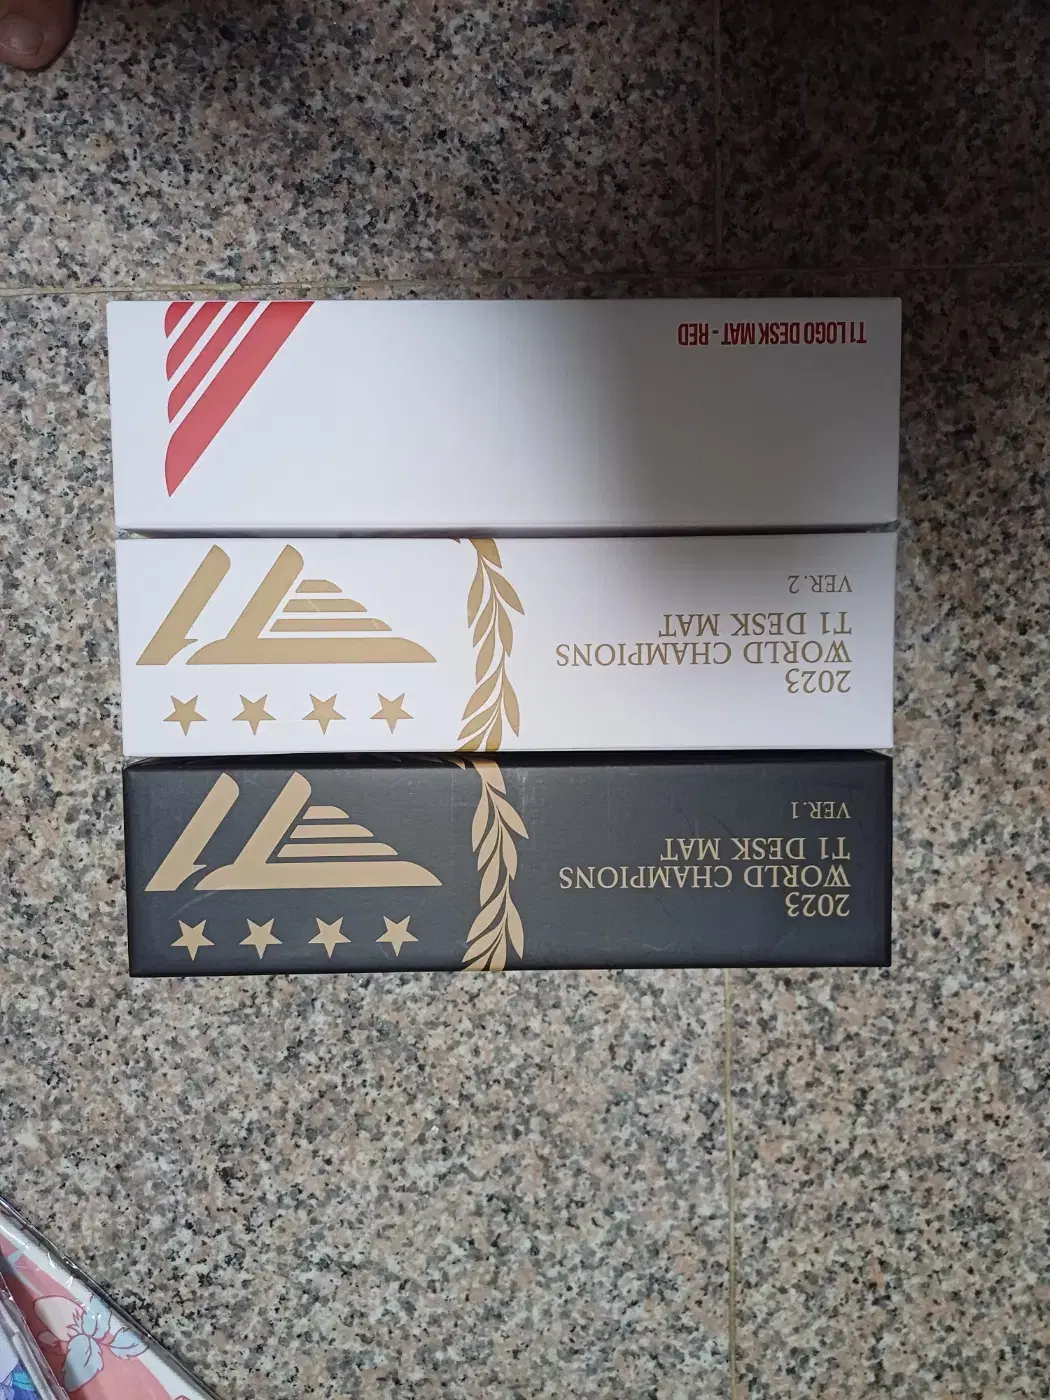 T1 LOGO DESK MAT - RED
2023
WORLD CHAMPIONS
T1 DESK MAT
VER.2
2023
WORLD CHAMPIONS
T1 DESK MAT
VER.1